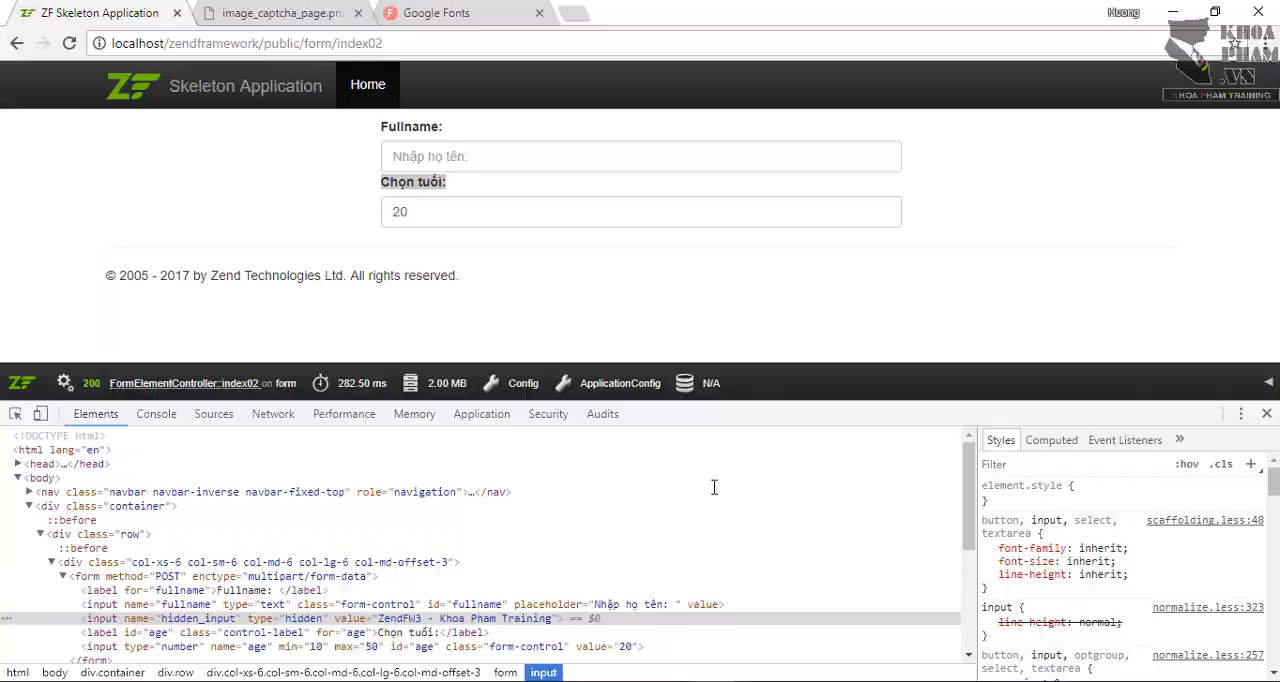 ZF Skeleton Application
image_captcha_page.pn
Google Fonts
Huong
localhost/zendframework/public/form/index02
KHOA
PHAM
.VN
KHOA PHAM TRAINING
Skeleton Application
Home
Fullname:
Nhập họ tên:
Chọn tuổi:
20
© 2005 - 2017 by Zend Technologies Ltd. All rights reserved.
200 FormElementController::index02 on form 282.50 ms 2.00 MB Config ApplicationConfig N/A
Elements Console Sources Network Performance Memory Application Security Audits
<!DOCTYPE html>
<html lang="en">
<head>…</head>
<body>
<nav class="navbar navbar-inverse navbar-fixed-top" role="navigation">…</nav>
<div class="container">
::before
<div class="row">
::before
<div class="col-xs-6 col-sm-6 col-md-6 col-lg-6 col-md-offset-3">
<form method="POST" enctype="multipart/form-data">
<label for="fullname">Fullname: </label>
<input name="fullname" type="text" class="form-control" id="fullname" placeholder="Nhập họ tên: " value>
<input name="hidden_input" type="hidden" value="ZendFW3 - Khoa Pham Training"> == $0
<label id="age" class="control-label" for="age">Chọn tuổi:</label>
<input type="number" name="age" min="10" max="50" id="age" class="form-control" value="20">
</form>
html body div.container div.row div.col-xs-6.col-sm-6.col-md-6.col-lg-6.col-md-offset-3 form input
Styles Computed Event Listeners »
Filter :hov .cls +
element.style {
}
button, input, select, scaffolding.less:48
textarea {
font-family: inherit;
font-size: inherit;
line-height: inherit;
}
input { normalize.less:323
line-height: normal;
}
button, input, optgroup, normalize.less:257
select, textarea {